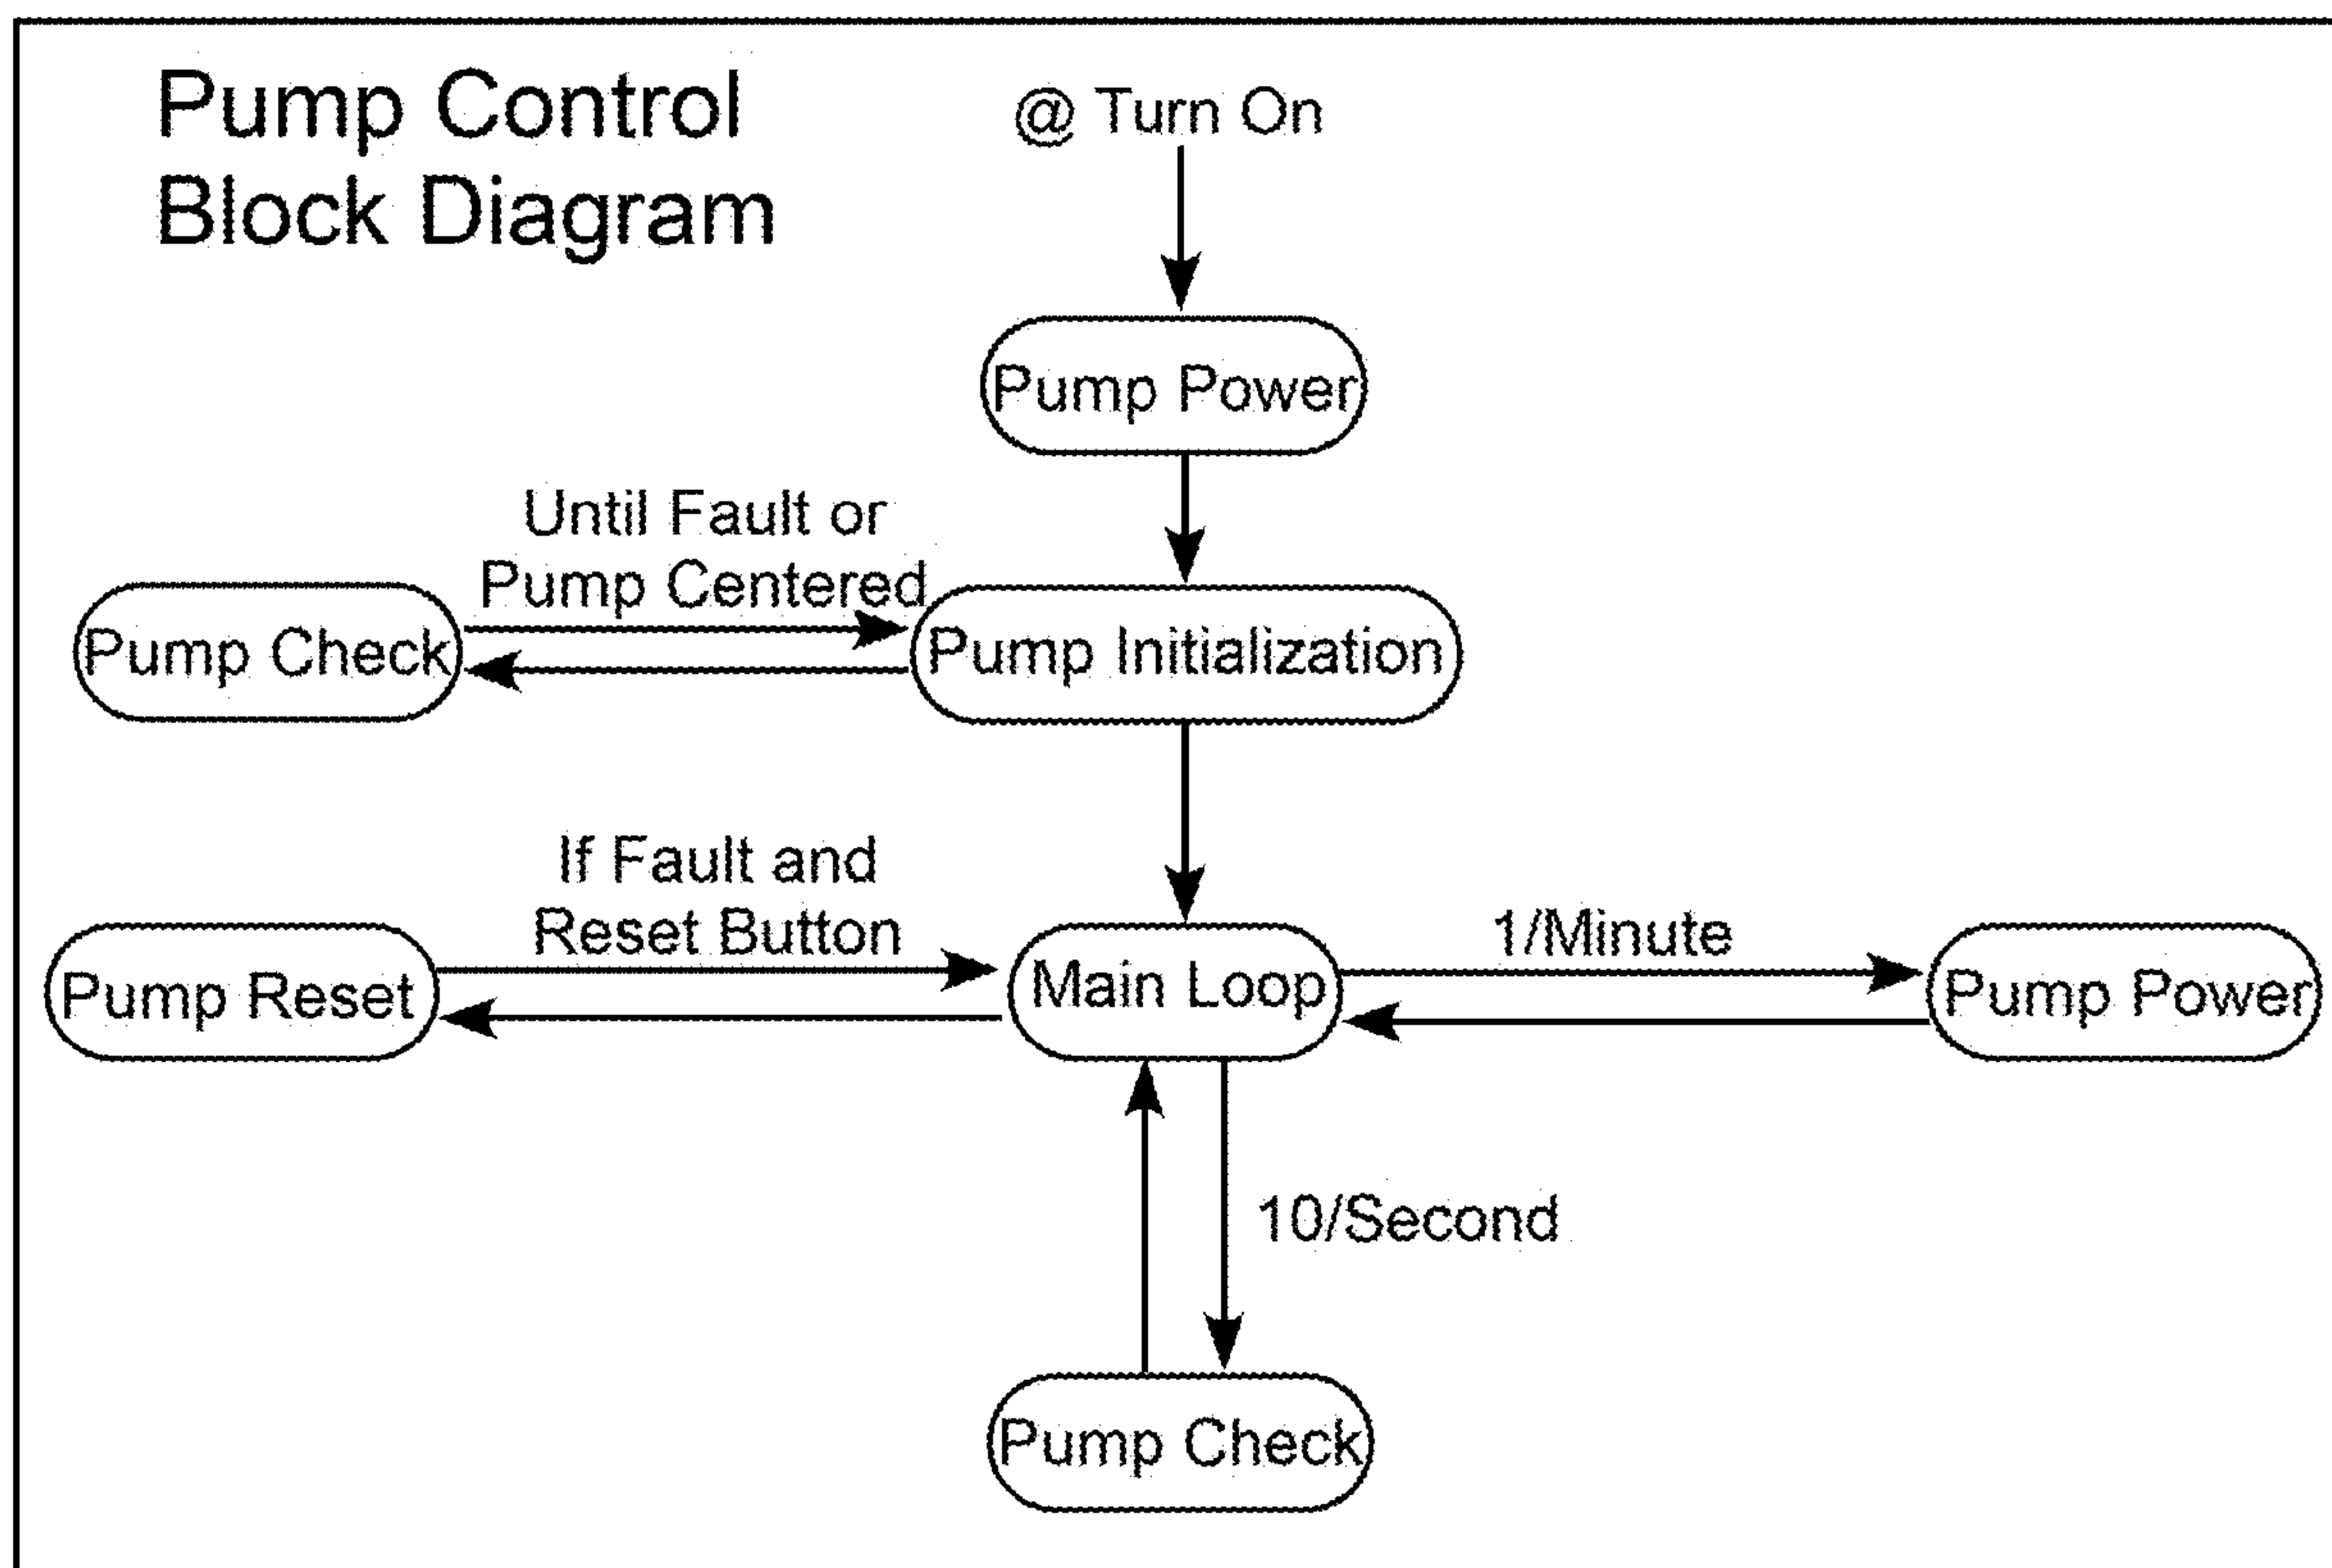 Pump Control
Block Diagram
@ Turn On
Pump Power
Until Fault or
Pump Centered
Pump Check
Pump Initialization
If Fault and
Reset Button
Pump Reset
Main Loop
1/Minute
Pump Power
10/Second
Pump Check